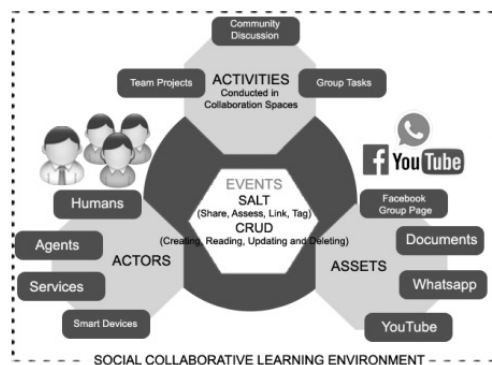 Community
Discussion
Team Projects
ACTIVITIES
Conducted in
Collaboration Spaces
Group Tasks
f YouTube
EVENTS
SALT
(Share, Assess, Link, Tag)
CRUD
(Creating, Reading, Updating and Deleting)
Humans
Agents
Services
Smart Devices
ACTORS
Facebook
Group Page
Documents
Whatsapp
YouTube
ASSETS
SOCIAL COLLABORATIVE LEARNING ENVIRONMENT